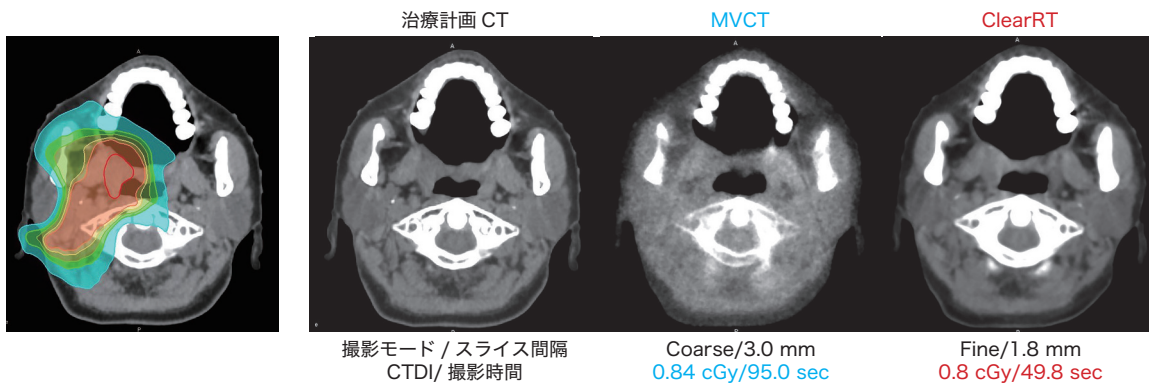 治療計画 CT
MVCT
ClearRT
A
A
A
A
P
P
撮影モード / スライス間隔
Coarse/3.0 mm
Fine/1.8 mm
CTDI/ 撮影時間
0.84 cGy/95.0 sec
0.8 cGy/49.8 sec